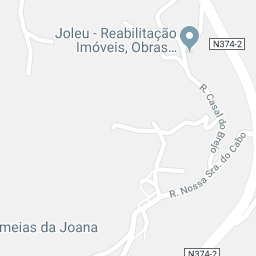 Joleu - Reabilitação
Imóveis, Obras...
N374-2
R. Casal do Brejo
R. Nossa Sra. do Cabo
meias da Joana
N374-2